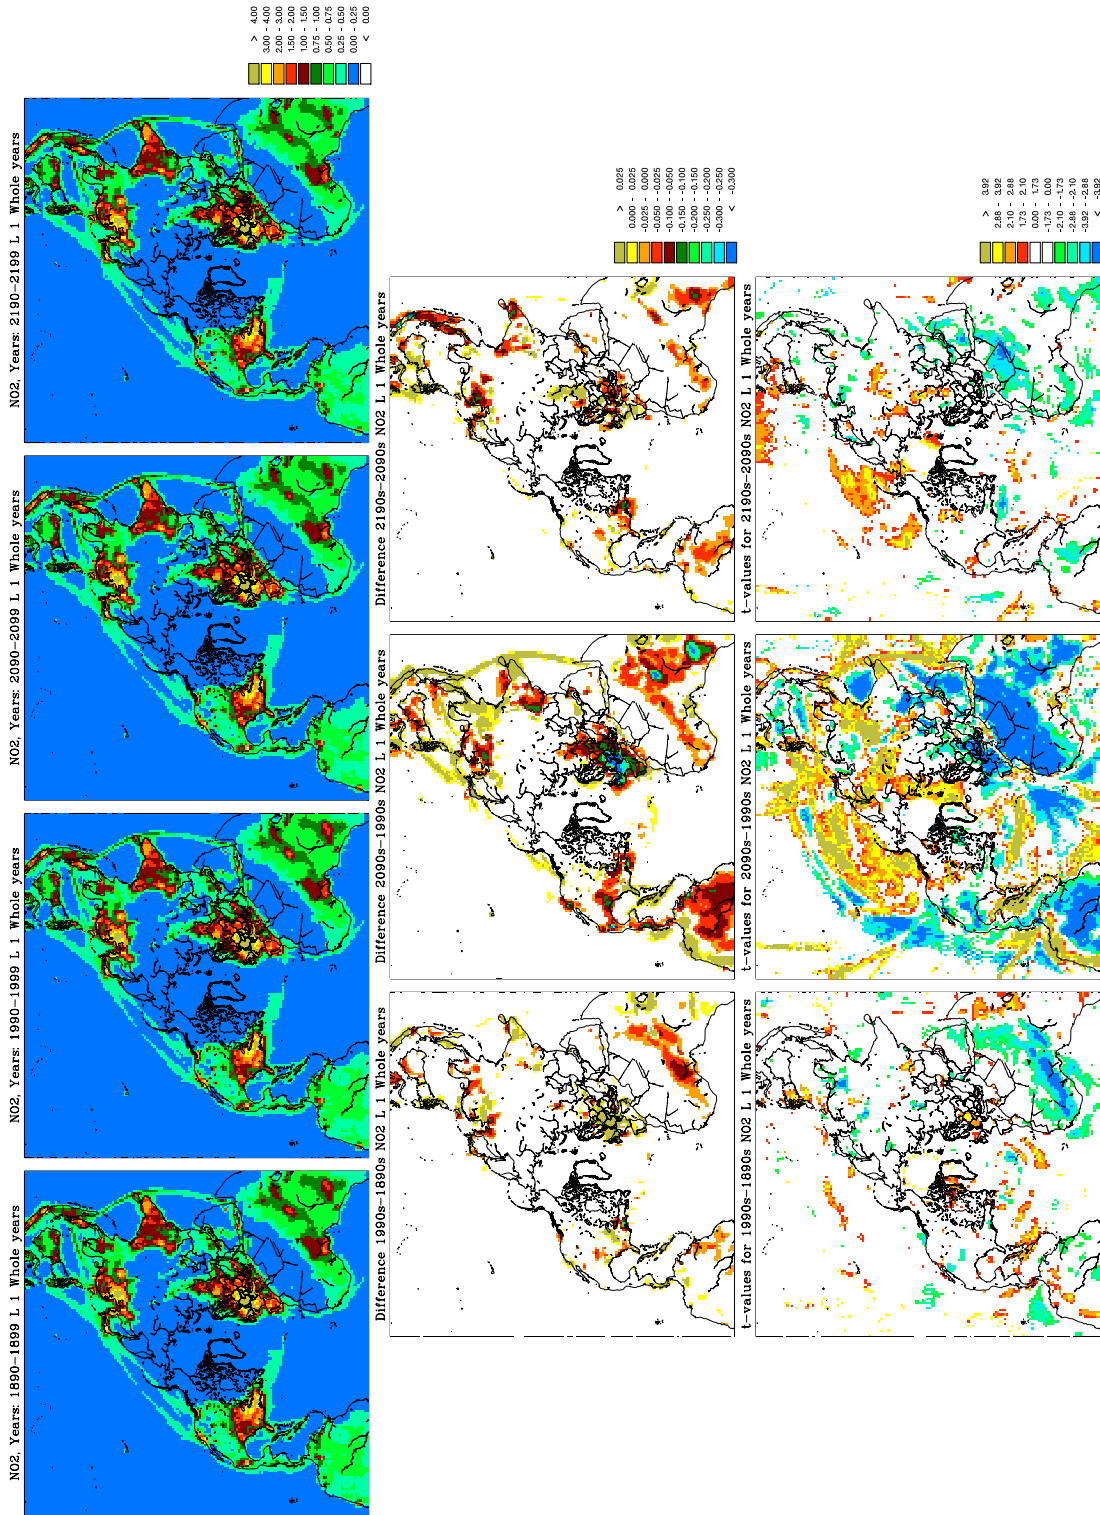 NO2, Years: 1890-1899 L 1 Whole years
NO2, Years: 1990-1999 L 1 Whole years
NO2, Years: 2090-2099 L 1 Whole years
NO2, Years: 2190-2199 L 1 Whole years
> 4.00
3.00 - 4.00
2.00 - 3.00
1.50 - 2.00
1.00 - 1.50
0.75 - 1.00
0.50 - 0.75
0.25 - 0.50
0.00 - 0.25
< 0.00
Difference 1990s-1890s NO2 L 1 Whole years
Difference 2090s-1990s NO2 L 1 Whole years
Difference 2190s-2090s NO2 L 1 Whole years
> 0.025
0.000 - 0.025
-0.025 - 0.000
-0.050 - -0.025
-0.100 - -0.050
-0.150 - -0.100
-0.200 - -0.150
-0.250 - -0.200
-0.300 - -0.250
< -0.300
t-values for 1990s-1890s NO2 L 1 Whole years
t-values for 2090s-1990s NO2 L 1 Whole years
t-values for 2190s-2090s NO2 L 1 Whole years
> 3.92
2.88 - 3.92
2.10 - 2.88
1.73 - 2.10
0.00 - 1.73
-1.73 - 0.00
-2.10 - -1.73
-2.88 - -2.10
-3.92 - -2.88
< -3.92